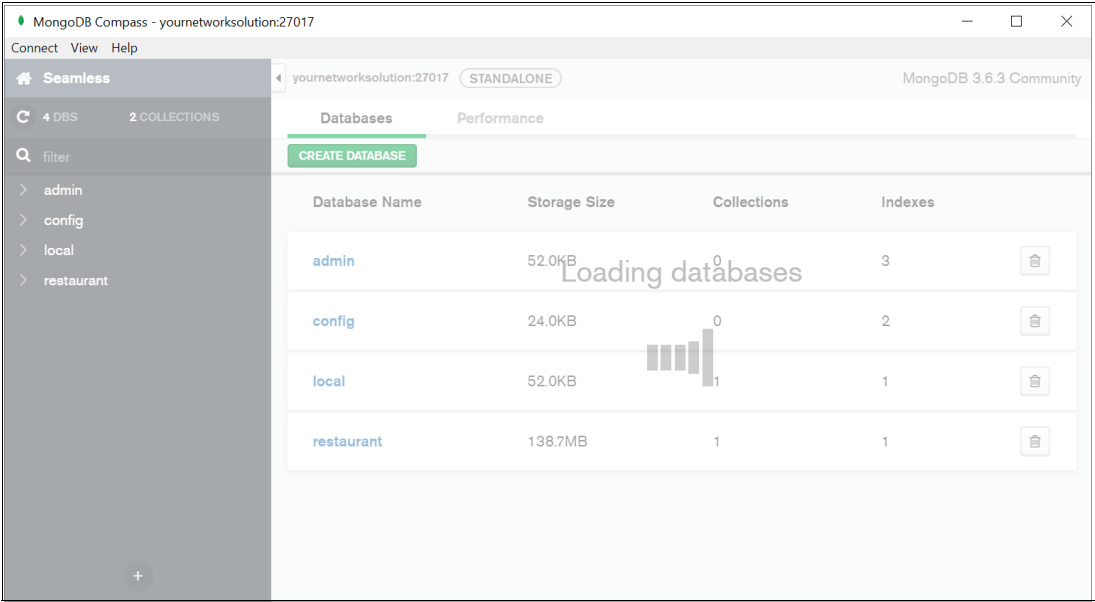 MongoDB Compass - yournetworksolution:27017
Connect View Help
Seamless
4 DBS 2 COLLECTIONS
filter
admin
config
local
restaurant
yournetworksolution:27017 STANDALONE MongoDB 3.6.3 Community
Databases Performance
CREATE DATABASE
Database Name Storage Size Collections Indexes
admin 52.0KB 0 3
Loading databases
config 24.0KB 0 2
local 52.0KB 1 1
restaurant 138.7MB 1 1